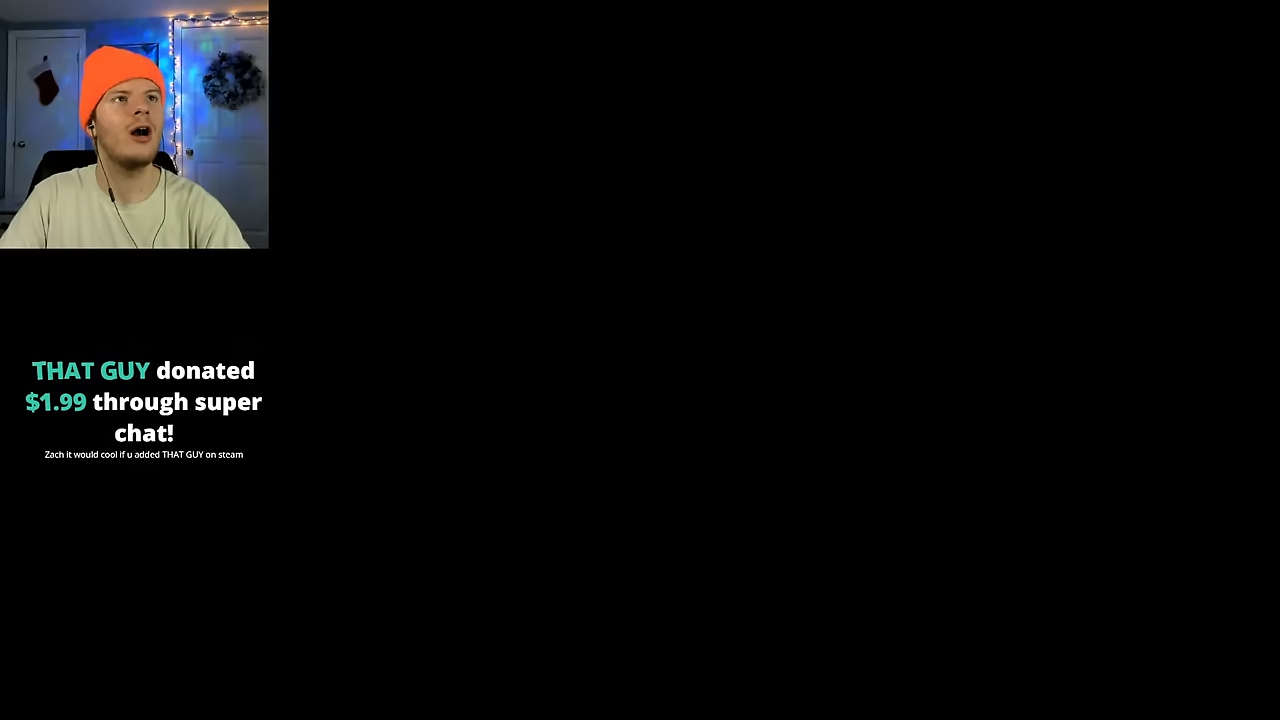 THAT GUY donated
$1.99 through super
chat!
Zach it would cool if u added THAT GUY on steam